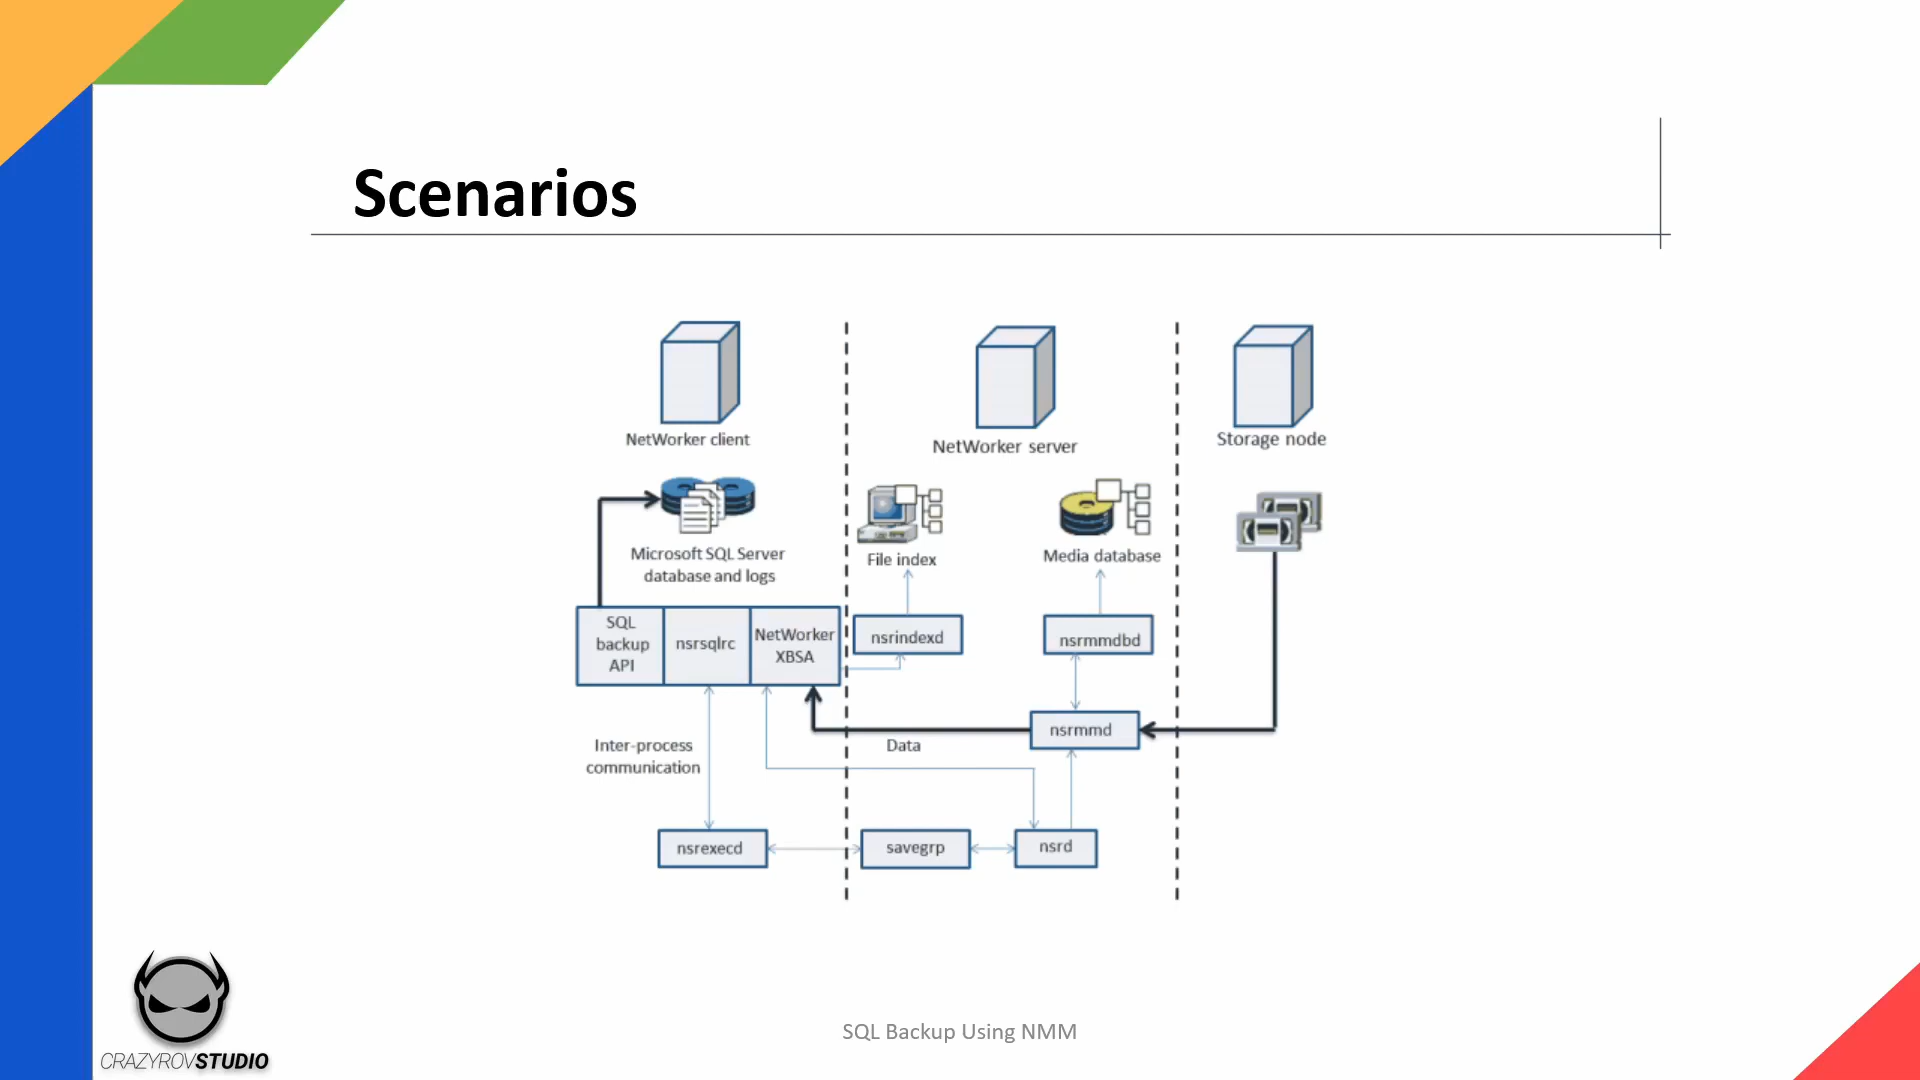 Scenarios
NetWorker client
NetWorker server
Storage node
Microsoft SQL Server
database and logs
File index
Media database
SQL
backup
API
nsrsqlrc
NetWorker
XBSA
nsrindexd
nsrmmdbd
nsrmmd
Inter-process
communication
Data
nsrexecd
savegrp
nsrd
CRAZYROVSTUDIO
SQL Backup Using NMM